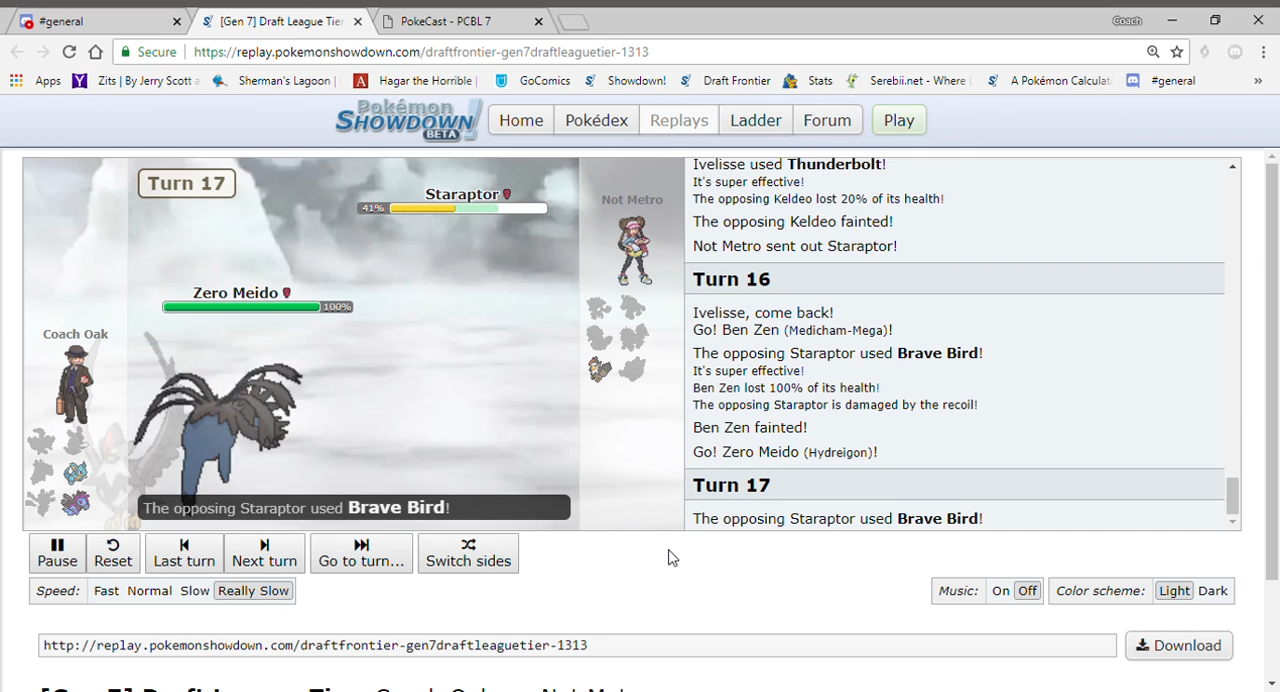 #general
[Gen 7] Draft League Tier
PokeCast - PCBL 7
Coach
Secure
https://replay.pokemonshowdown.com/draftfrontier-gen7draftleaguetier-1313
Apps
Zits | By Jerry Scott a
Sherman's Lagoon |
Hagar the Horrible |
GoComics
Showdown!
Draft Frontier
Stats
Serebii.net - Where L
A Pokémon Calculat
#general
»
Pokémon
SHOWDOWN!
BETA
Home
Pokédex
Replays
Ladder
Forum
Play
Turn 17
Staraptor
41%
Not Metro
Zero Meido
100%
Coach Oak
The opposing Staraptor used Brave Bird!
Ivelisse used Thunderbolt!
It's super effective!
The opposing Keldeo lost 20% of its health!
The opposing Keldeo fainted!
Not Metro sent out Staraptor!
Turn 16
Ivelisse, come back!
Go! Ben Zen (Medicham-Mega)!
The opposing Staraptor used Brave Bird!
It's super effective!
Ben Zen lost 100% of its health!
The opposing Staraptor is damaged by the recoil!
Ben Zen fainted!
Go! Zero Meido (Hydreigon)!
Turn 17
The opposing Staraptor used Brave Bird!
Pause
Reset
Last turn
Next turn
Go to turn...
Switch sides
Speed: Fast Normal Slow Really Slow
Music: On Off
Color scheme: Light Dark
http://replay.pokemonshowdown.com/draftfrontier-gen7draftleaguetier-1313
Download